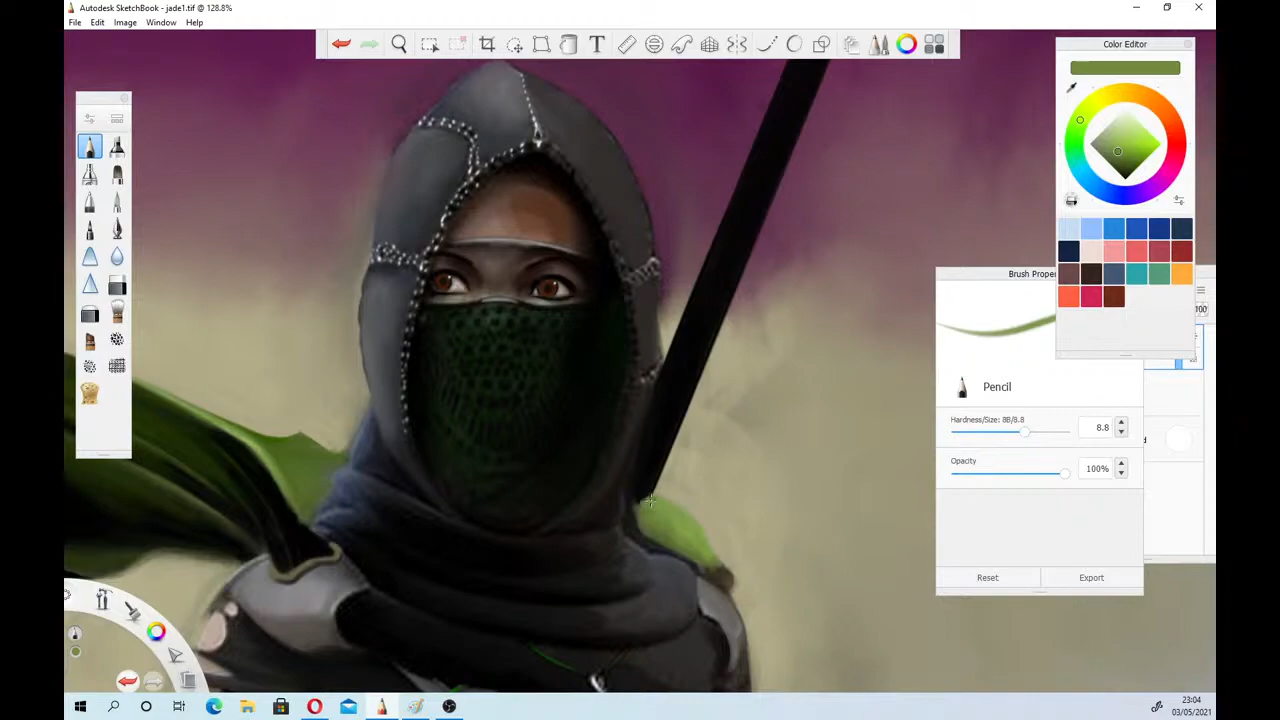 Autodesk SketchBook - jade1.tif @ 128.8%
File Edit Image Window Help
T
Color Editor
Brush Proper
100
Pencil
Hardness/Size: 8B/8.8
8.8
Opacity
100%
Reset
Export
23:04
03/05/2021